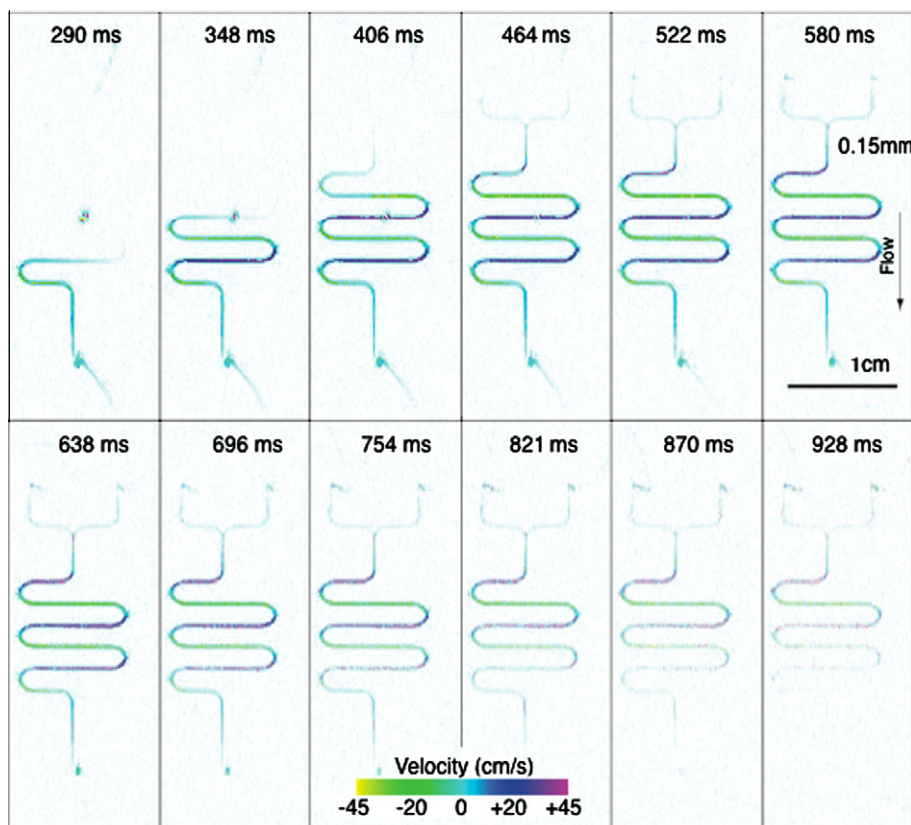 290 ms 348 ms 406 ms 464 ms 522 ms 580 ms
0.15mm
Flow
1cm
638 ms 696 ms 754 ms 821 ms 870 ms 928 ms
Velocity (cm/s)
-45 -20 0 +20 +45